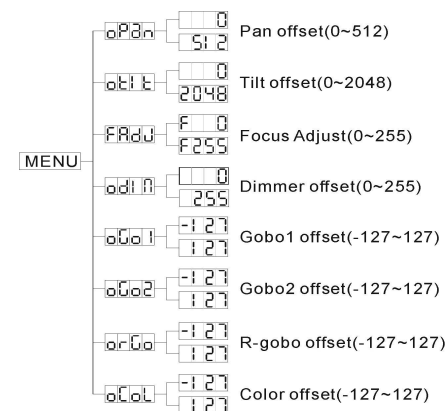 oPAn 0 Pan offset(0~512)
512
otIt 0 Tilt offset(0~2048)
2048
FAdJ F 0 Focus Adjust(0~255)
F255
MENU
odIM 0 Dimmer offset(0~255)
255
oGo1 -127 Gobo1 offset(-127~127)
127
oGo2 -127 Gobo2 offset(-127~127)
127
orGo -127 R-gobo offset(-127~127)
127
oCoL -127 Color offset(-127~127)
127